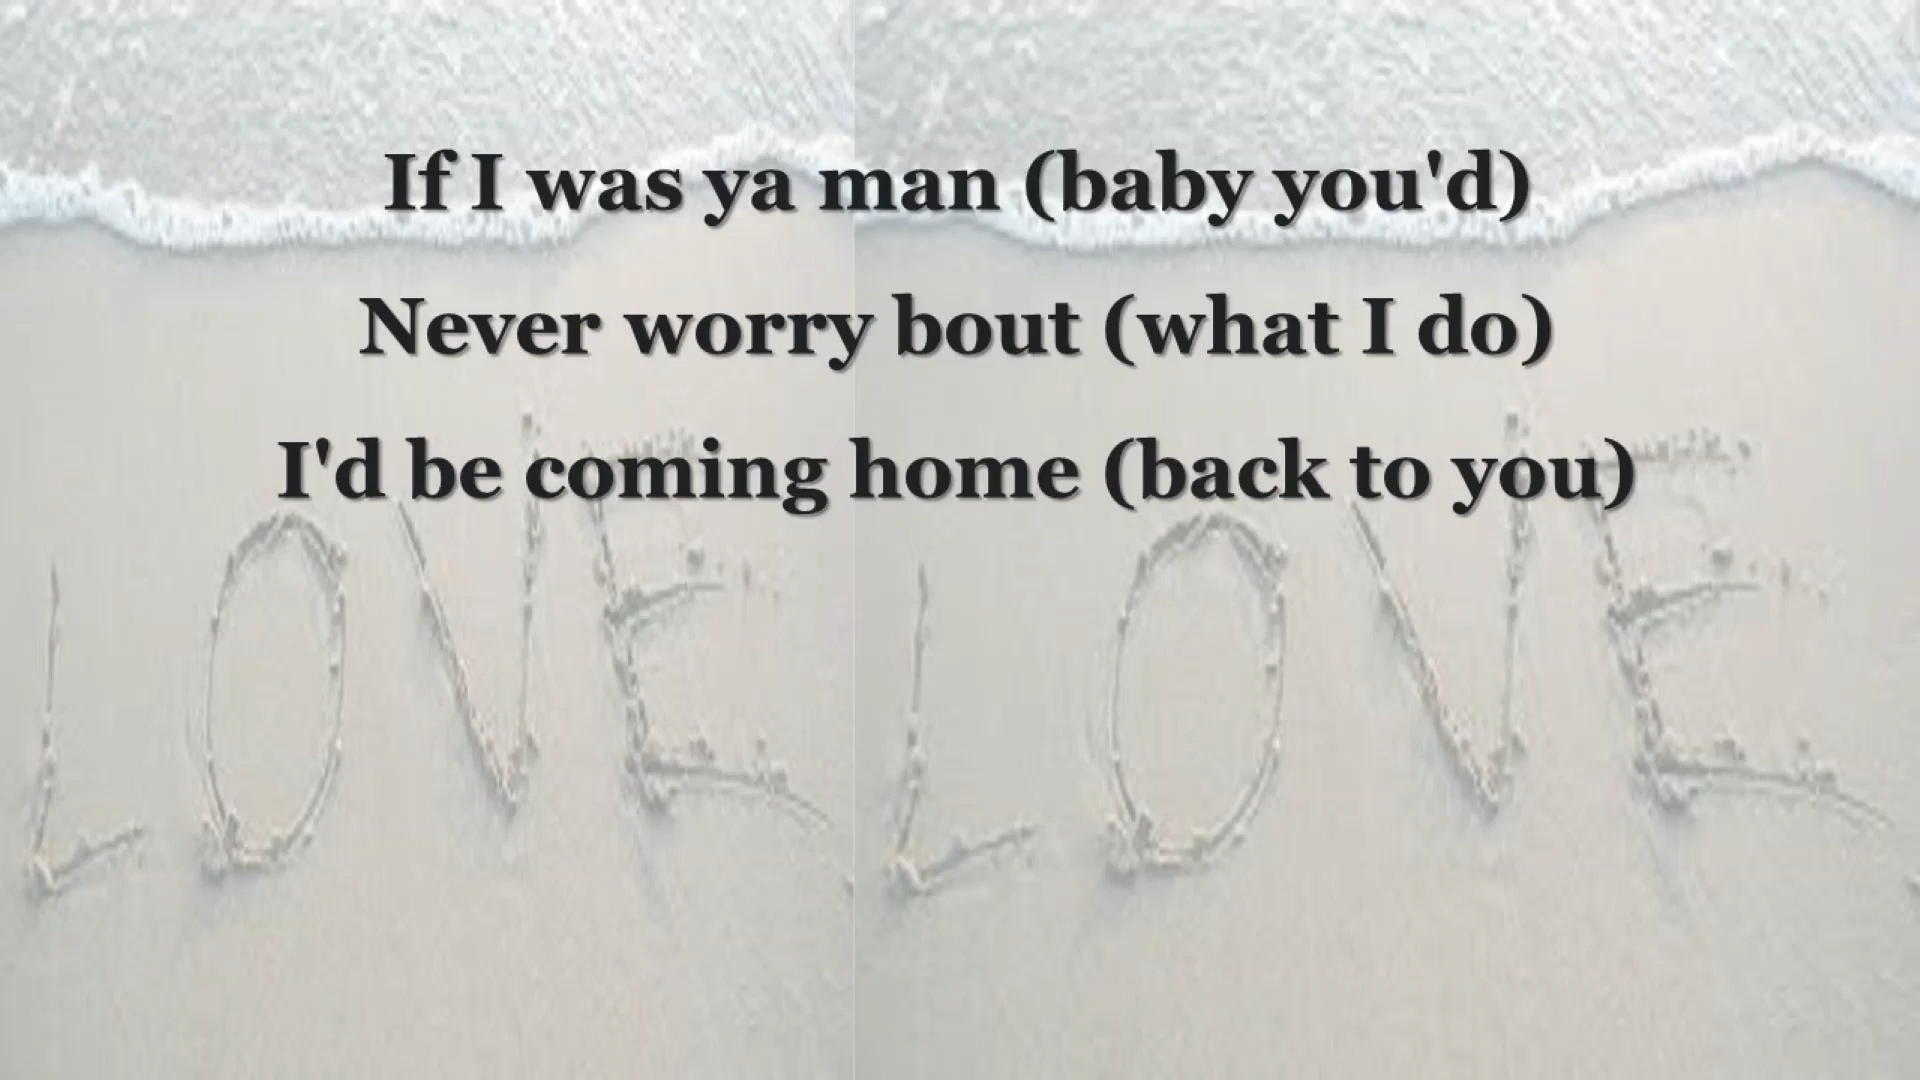 If I was ya man (baby you'd)
Never worry bout (what I do)
I'd be coming home (back to you)
LOVE LOVE